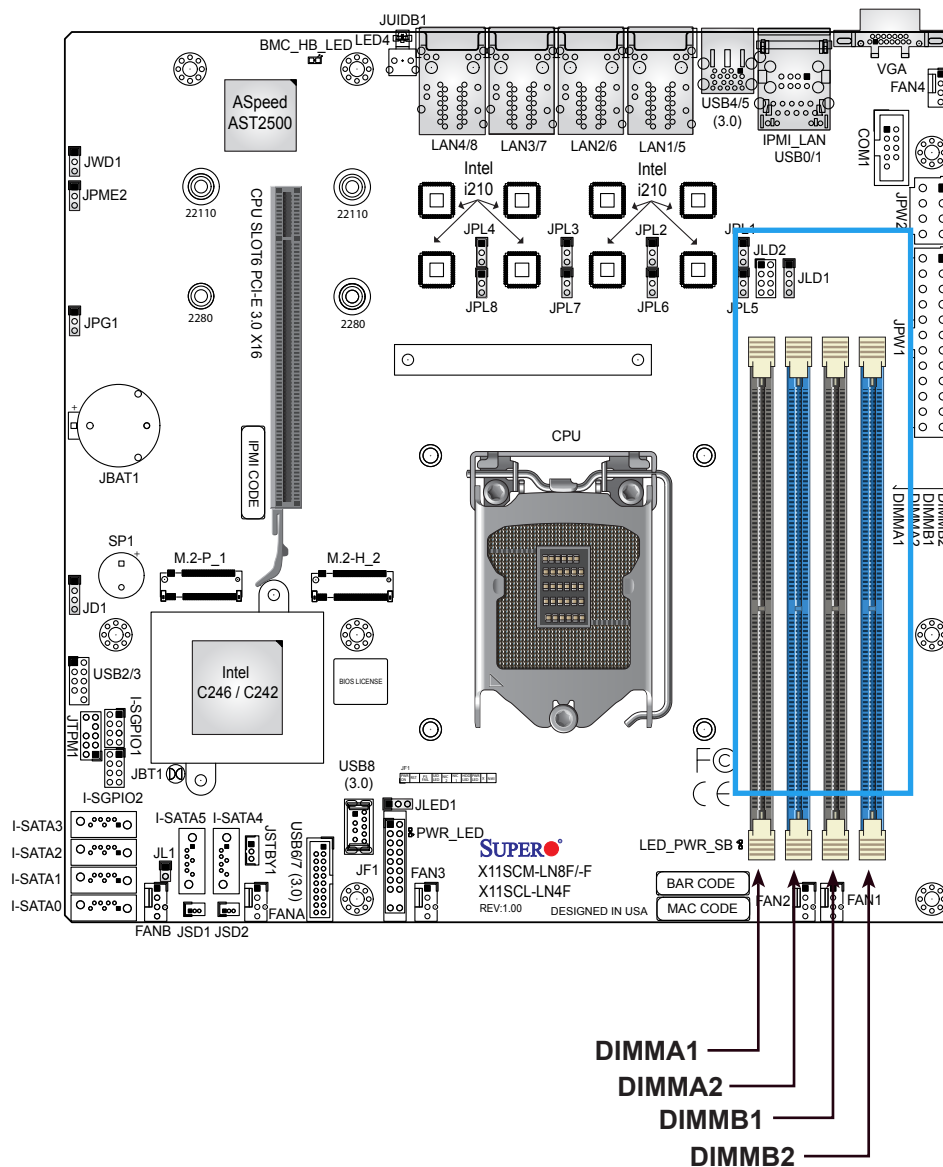 JUIDB1
BMC_HB_LED
LED4
VGA
FAN4
ASpeed
AST2500
USB4/5
(3.0)
LAN4/8
LAN3/7
LAN2/6
LAN1/5
IPMI_LAN
USB0/1
COM1
JWD1
JPME2
22110
22110
CPU SLOT6 PCI-E 3.0 X16
Intel
i210
Intel
i210
JPW2
JPL4
JPL3
JPL2
JPL1
JLD2
JLD1
JPL8
JPL7
JPL6
JPL5
2280
2280
JPG1
JPW1
CPU
IPMI CODE
JBAT1
DIMMA1
DIMMA2
DIMMB1
DIMMB2
SP1
M.2-P_1
M.2-H_2
JD1
USB2/3
Intel
C246 / C242
BIOS LICENSE
I-SGPIO1
JTPM1
JBT1
I-SGPIO2
USB8
(3.0)
JF1
FC
CE
JLED1
PWR_LED
I-SATA3
I-SATA2
I-SATA1
I-SATA0
I-SATA5
I-SATA4
JL1
JSTBY1
USB6/7 (3.0)
JF1
FAN3
SUPER
X11SCM-LN8F/-F
X11SCL-LN4F
REV:1.00
DESIGNED IN USA
LED_PWR_SB
BAR CODE
MAC CODE
FAN2
FAN1
FANB
JSD1
JSD2
FANA
DIMMA1
DIMMA2
DIMMB1
DIMMB2